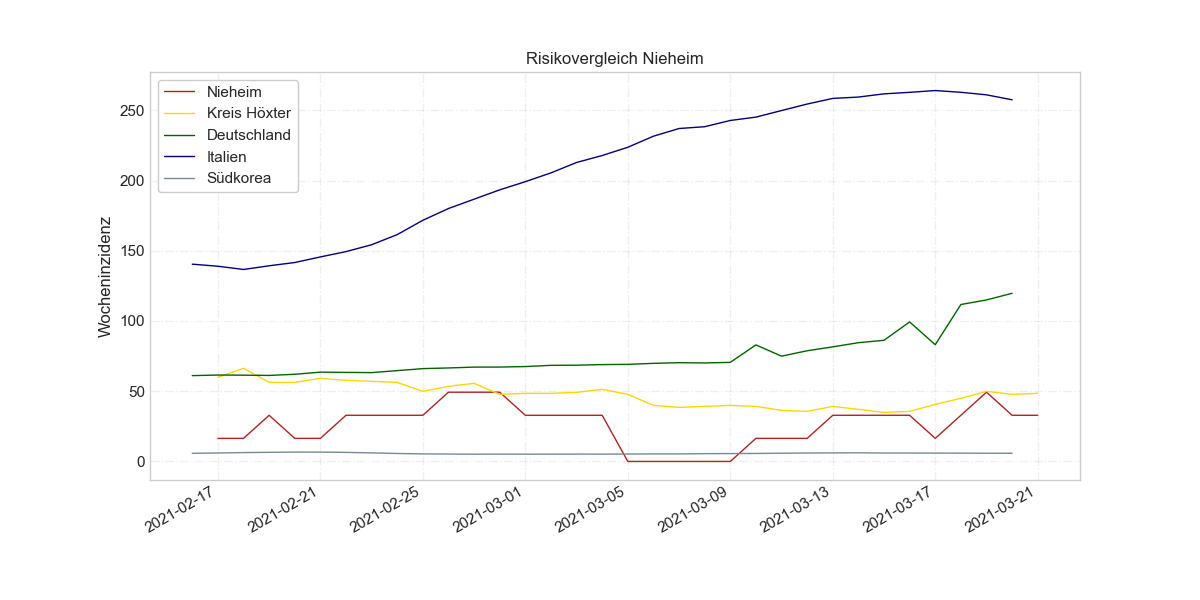 Risikovergleich Nieheim
Nieheim
Kreis Höxter
Deutschland
Italien
Südkorea
Wocheninzidenz
250
200
150
100
50
0
2021-02-17
2021-02-21
2021-02-25
2021-03-01
2021-03-05
2021-03-09
2021-03-13
2021-03-17
2021-03-21